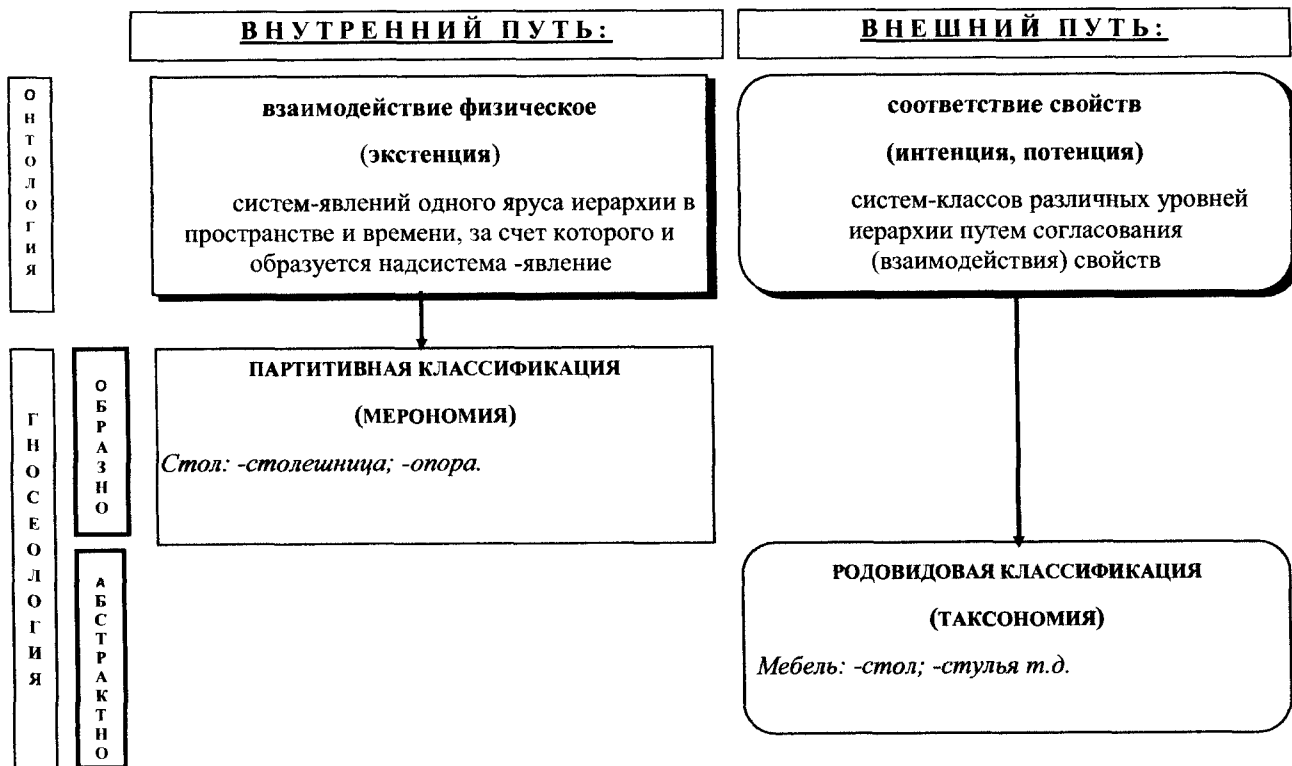 ВНУТРЕННИЙ ПУТЬ:
ВНЕШНИЙ ПУТЬ:
ОНТОЛОГИЯ
взаимодействие физическое
(экстенция)
систем-явлений одного яруса иерархии в
пространстве и времени, за счет которого и
образуется надсистема -явление
соответствие свойств
(интенция, потенция)
систем-классов различных уровней
иерархии путем согласования
(взаимодействия) свойств
ГНОСЕОЛОГИЯ
ОБРАЗНО
ПАРТИТИВНАЯ КЛАССИФИКАЦИЯ
(МЕРОНОМИЯ)
Стол: -столешница; -опора.
АБСТРАКТНО
РОДОВИДОВАЯ КЛАССИФИКАЦИЯ
(ТАКСОНОМИЯ)
Мебель: -стол; -стулья т.д.